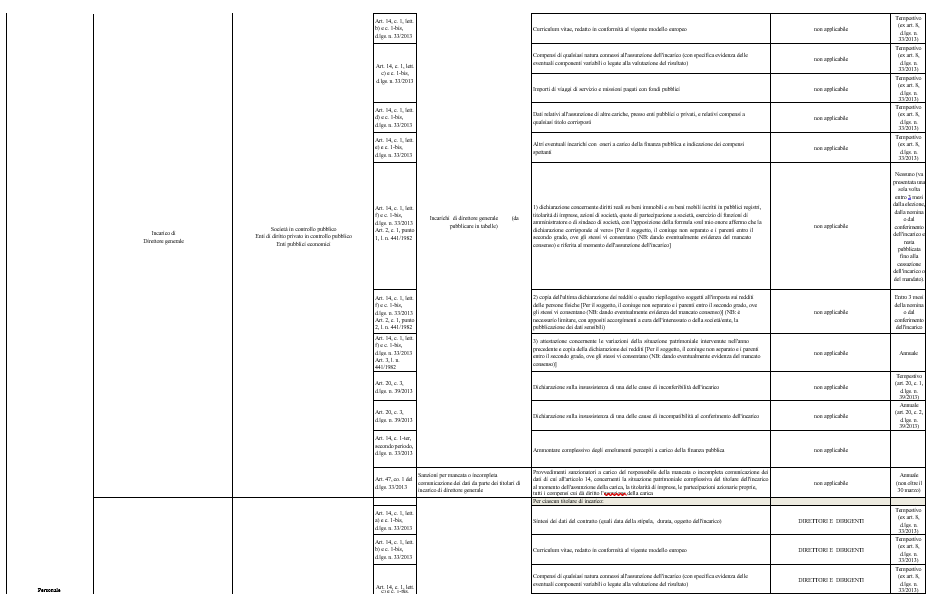 Art. 14, c. 1, lett.
b) e c. 1-bis,
d.lgs. n. 33/2013
Curriculum vitae, redatto in conformità al vigente modello europeo
non applicabile
Tempestivo
(ex art. 8,
d.lgs. n.
33/2013)
Art. 14, c. 1, lett.
c) e c. 1-bis,
d.lgs. n. 33/2013
Compensi di qualsiasi natura connessi all'assunzione dell'incarico (con specifica evidenza delle
eventuali componenti variabili o legate alla valutazione del risultato)
non applicabile
Tempestivo
(ex art. 8,
d.lgs. n.
33/2013)
Importi di viaggi di servizio e missioni pagati con fondi pubblici
non applicabile
Tempestivo
(ex art. 8,
d.lgs. n.
33/2013)
Art. 14, c. 1, lett.
d) e c. 1-bis,
d.lgs. n. 33/2013
Dati relativi all'assunzione di altre cariche, presso enti pubblici o privati, e relativi compensi a
qualsiasi titolo corrisposti
non applicabile
Tempestivo
(ex art. 8,
d.lgs. n.
33/2013)
Art. 14, c. 1, lett.
e) e c. 1-bis,
d.lgs. n. 33/2013
Altri eventuali incarichi con oneri a carico della finanza pubblica e indicazione dei compensi
spettanti
non applicabile
Tempestivo
(ex art. 8,
d.lgs. n.
33/2013)
Incarico di
Direttore generale
Società in controllo pubblico
Enti di diritto privato in controllo pubblico
Enti pubblici economici
Art. 14, c. 1, lett.
f) e c. 1-bis,
d.lgs. n. 33/2013
Art. 2, c. 1, punto
1, l. n. 441/1982
Incarichi di direttore generale (da
pubblicare in tabelle)
1) dichiarazione concernente diritti reali su beni immobili e su beni mobili iscritti in pubblici registri,
titolarità di imprese, azioni di società, quote di partecipazione a società, esercizio di funzioni di
amministratore o di sindaco di società, con l'apposizione della formula «sul mio onore affermo che la
dichiarazione corrisponde al vero» [Per il soggetto, il coniuge non separato e i parenti entro il
secondo grado, ove gli stessi vi consentano (NB: dando eventualmente evidenza del mancato
consenso) e riferita al momento dell'assunzione dell'incarico]
non applicabile
Nessuno (va
presentata una
sola volta
entro 3 mesi
dalla elezione,
dalla nomina
o dal
conferimento
dell'incarico e
resta
pubblicata
fino alla
cessazione
dell'incarico o
del mandato).
Art. 14, c. 1, lett.
f) e c. 1-bis,
d.lgs. n. 33/2013
Art. 2, c. 1, punto
2, l. n. 441/1982
2) copia dell'ultima dichiarazione dei redditi o quadro riepilogativo soggetti all'imposta sui redditi
delle persone fisiche [Per il soggetto, il coniuge non separato e i parenti entro il secondo grado, ove
gli stessi vi consentano (NB: dando eventualmente evidenza del mancato consenso)] (NB: è
necessario limitare, con appositi accorgimenti a cura dell'interessato o della società/ente, la
pubblicazione dei dati sensibili)
non applicabile
Entro 3 mesi
della nomina
o dal
conferimento
dell'incarico
Art. 14, c. 1, lett.
f) e c. 1-bis,
d.lgs. n. 33/2013
Art. 3, l. n.
441/1982
3) attestazione concernente le variazioni della situazione patrimoniale intervenute nell'anno
precedente e copia della dichiarazione dei redditi [Per il soggetto, il coniuge non separato e i parenti
entro il secondo grado, ove gli stessi vi consentano (NB: dando eventualmente evidenza del mancato
consenso)]
non applicabile
Annuale
Art. 20, c. 3,
d.lgs. n. 39/2013
Dichiarazione sulla insussistenza di una delle cause di inconferibilità dell'incarico
non applicabile
Tempestivo
(art. 20, c. 1,
d.lgs. n.
39/2013)
Art. 20, c. 3,
d.lgs. n. 39/2013
Dichiarazione sulla insussistenza di una delle cause di incompatibilità al conferimento dell'incarico
non applicabile
Annuale
(art. 20, c. 2,
d.lgs. n.
39/2013)
Art. 14, c. 1-ter,
secondo periodo,
d.lgs. n. 33/2013
Ammontare complessivo degli emolumenti percepiti a carico della finanza pubblica
non applicabile
Art. 47, co. 1 del
d.lgs 33/2013
Sanzioni per mancata o incompleta
comunicazione dei dati da parte dei titolari di
incarico di direttore generale
Provvedimenti sanzionatori a carico del responsabile della mancata o incompleta comunicazione dei
dati di cui all'articolo 14, concernenti la situazione patrimoniale complessiva del titolare dell'incarico
al momento dell'assunzione della carica, la titolarità di imprese, le partecipazioni azionarie proprie,
tutti i compensi cui dà diritto della carica
non applicabile
Annuale
(non oltre il
30 marzo)
Per ciascun titolare di incarico:
Art. 14, c. 1, lett.
a) e c. 1-bis,
d.lgs. n. 33/2013
Sintesi dei dati del contratto (quali data della stipula, durata, oggetto dell'incarico)
DIRETTORI E DIRIGENTI
Tempestivo
(ex art. 8,
d.lgs. n.
33/2013)
Art. 14, c. 1, lett.
b) e c. 1-bis,
d.lgs. n. 33/2013
Curriculum vitae, redatto in conformità al vigente modello europeo
DIRETTORI E DIRIGENTI
Tempestivo
(ex art. 8,
d.lgs. n.
33/2013)
Personale
Art. 14, c. 1, lett.
c) e c. 1-bis,
Compensi di qualsiasi natura connessi all'assunzione dell'incarico (con specifica evidenza delle
eventuali componenti variabili o legate alla valutazione del risultato)
DIRETTORI E DIRIGENTI
Tempestivo
(ex art. 8,
d.lgs. n.
33/2013)